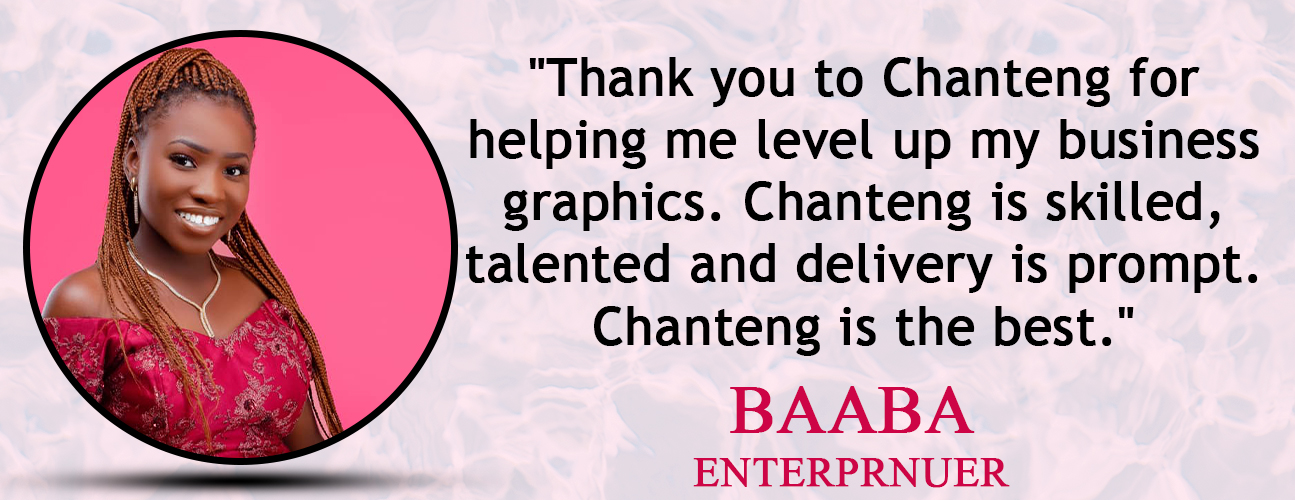 "Thank you to Chanteng for
helping me level up my business
graphics. Chanteng is skilled,
talented and delivery is prompt.
Chanteng is the best."
BAABA
ENTERPRNUER